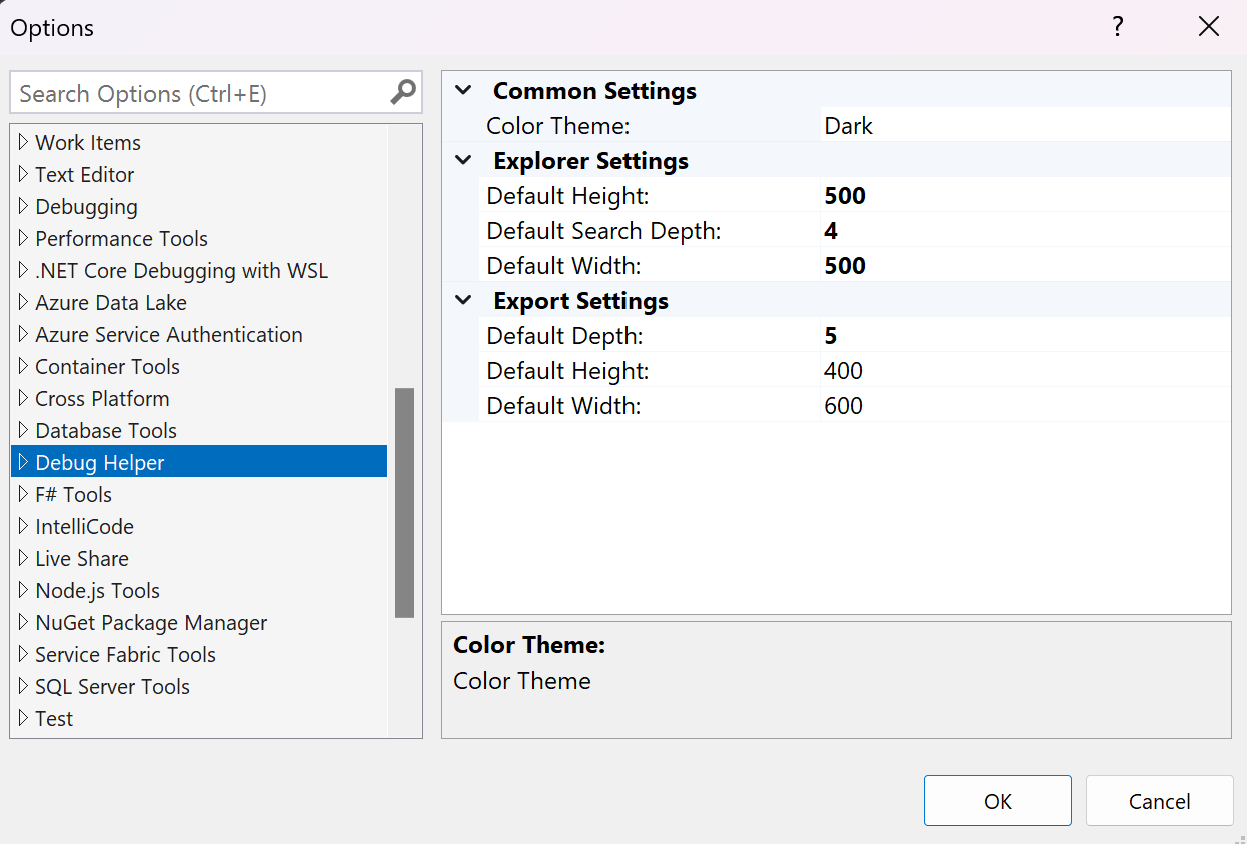 Options
?
Search Options (Ctrl+E)
Work Items
Text Editor
Debugging
Performance Tools
.NET Core Debugging with WSL
Azure Data Lake
Azure Service Authentication
Container Tools
Cross Platform
Database Tools
Debug Helper
F# Tools
IntelliCode
Live Share
Node.js Tools
NuGet Package Manager
Service Fabric Tools
SQL Server Tools
Test
Common Settings
Color Theme: Dark
Explorer Settings
Default Height: 500
Default Search Depth: 4
Default Width: 500
Export Settings
Default Depth: 5
Default Height: 400
Default Width: 600
Color Theme:
Color Theme
OK Cancel